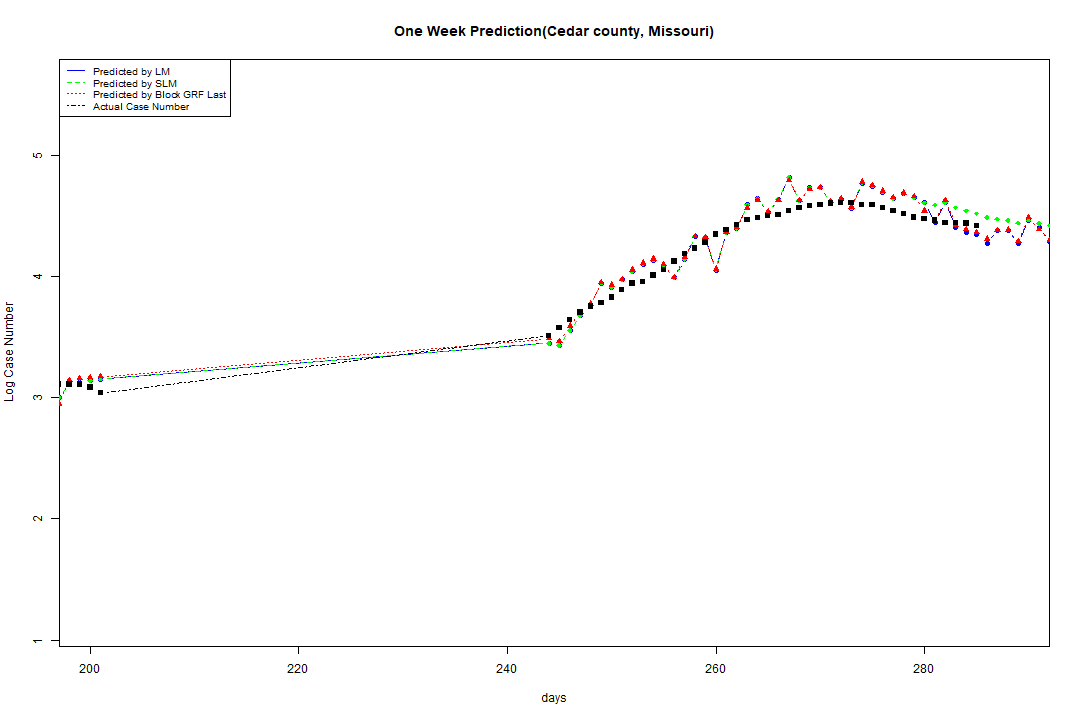 One Week Prediction(Cedar county, Missouri)
Predicted by LM
Predicted by SLM
Predicted by Block GRF Last
Actual Case Number
5
4
3
2
1
Log Case Number
200 220 240 260 280
days